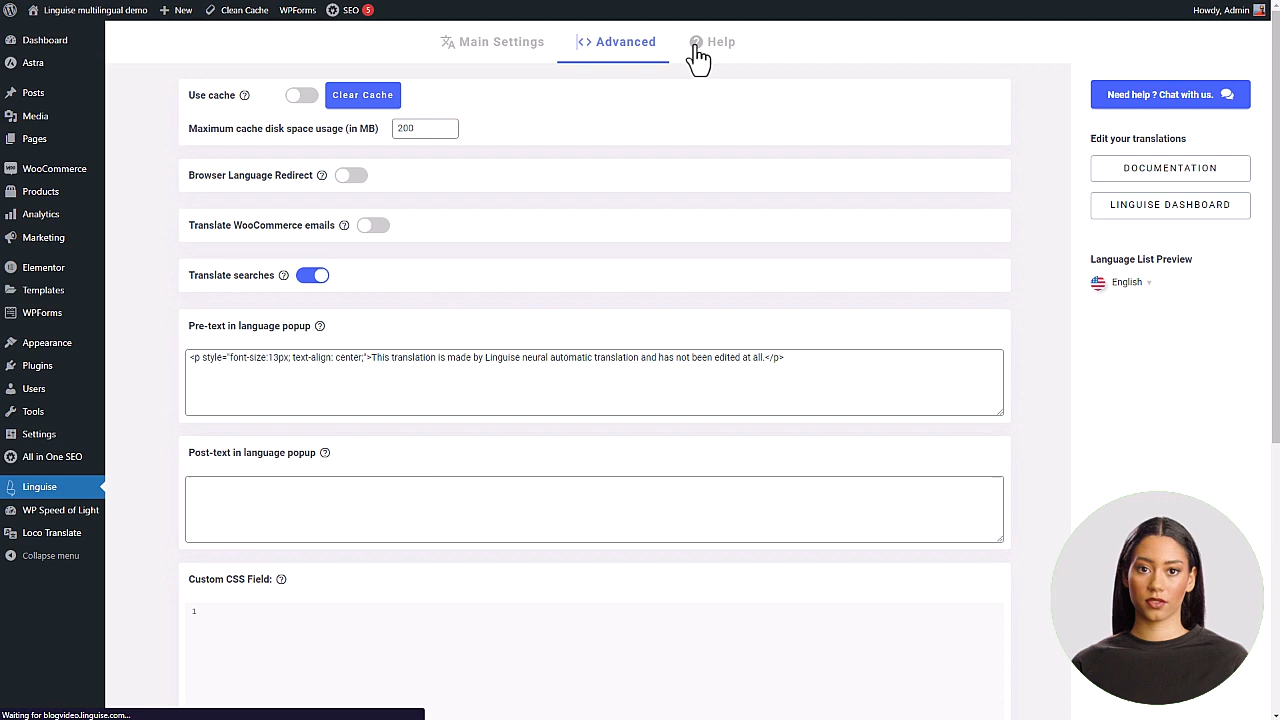 Linguise multilingual demo
New
Clean Cache
WPForms
SEO 5
Howdy, Admin
Dashboard
Astra
Posts
Media
Pages
WooCommerce
Products
Analytics
Marketing
Elementor
Templates
WPForms
Appearance
Plugins
Users
Tools
Settings
All in One SEO
Linguise
WP Speed of Light
Loco Translate
Collapse menu
Main Settings
Advanced
Help
Use cache
Clear Cache
Maximum cache disk space usage (in MB) 200
Browser Language Redirect
Translate WooCommerce emails
Translate searches
Pre-text in language popup
<p style="font-size:13px; text-align: center;">This translation is made by Linguise neural automatic translation and has not been edited at all.</p>
Post-text in language popup
Custom CSS Field:
1
Need help ? Chat with us.
Edit your translations
DOCUMENTATION
LINGUISE DASHBOARD
Language List Preview
English
Waiting for blogvideo.linguise.com...